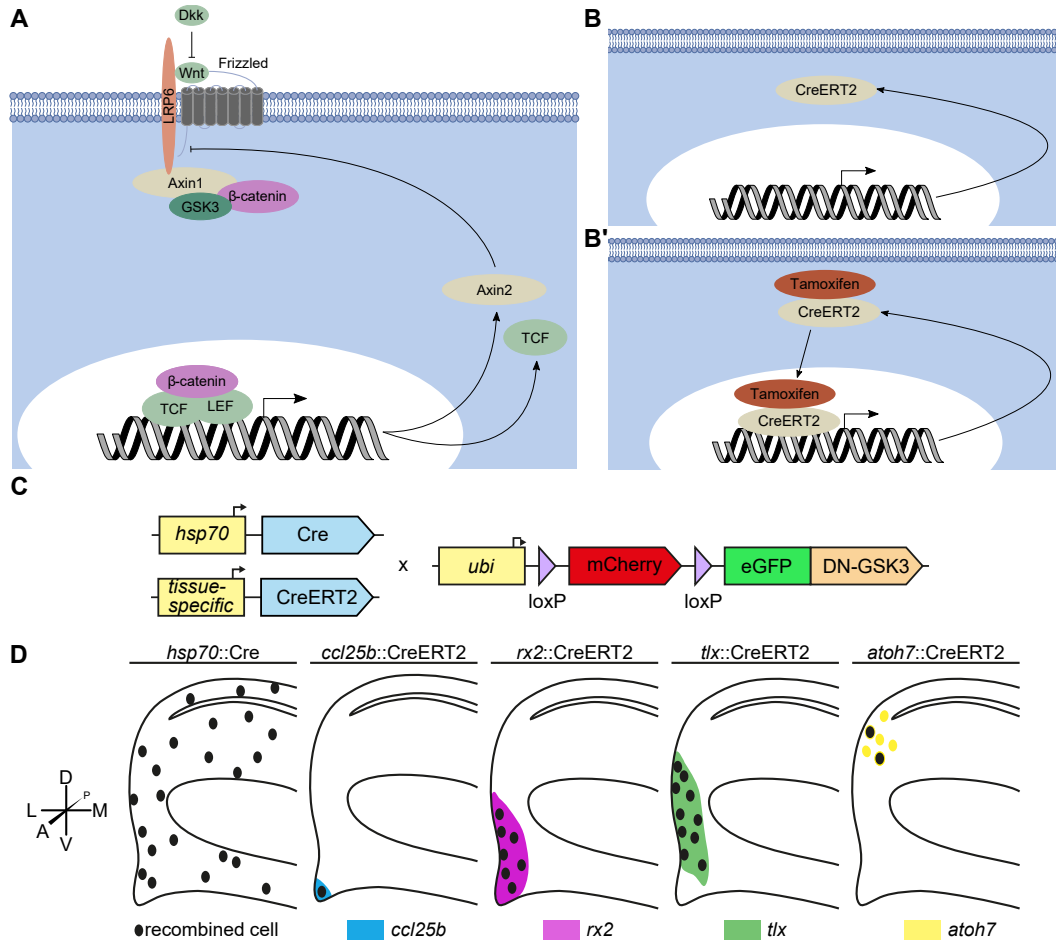 A
Dkk
Wnt
Frizzled
LRP6
Axin1
GSK3
β-catenin
Axin2
TCF
β-catenin
TCF
LEF
B
CreERT2
B'
Tamoxifen
CreERT2
Tamoxifen
CreERT2
C
hsp70
Cre
tissue-
specific
CreERT2
x
ubi
loxP
mCherry
loxP
eGFP
DN-GSK3
D
hsp70::Cre
ccl25b::CreERT2
rx2::CreERT2
tlx::CreERT2
atoh7::CreERT2
D
P
L
M
A
V
recombined cell
ccl25b
rx2
tlx
atoh7